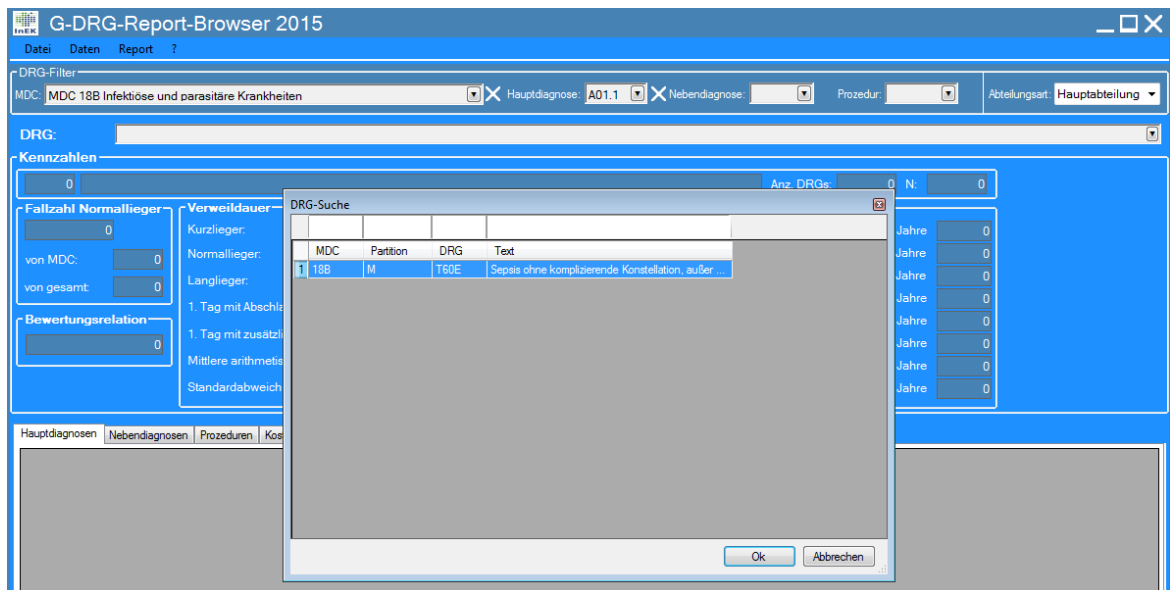 InEK G-DRG-Report-Browser 2015
Datei Daten Report ?
DRG-Filter
MDC: MDC 18B Infektiöse und parasitäre Krankheiten Hauptdiagnose: A01.1 Nebendiagnose: Prozedur: Abteilungsart: Hauptabteilung
DRG:
Kennzahlen
0 Anz. DRGs: 0 N: 0
Fallzahl Normallieger
0
von MDC: 0
von gesamt: 0
Bewertungsrelation
0
Verweildauer
Kurzlieger:
Normallieger:
Langlieger:
1. Tag mit Abschla
1. Tag mit zusätzli
Mittlere arithmetis
Standardabweich
DRG-Suche
MDC Partition DRG Text
1 18B M T60E Sepsis ohne komplizierende Konstellation, außer ...
Ok Abbrechen
Jahre 0
Jahre 0
Jahre 0
Jahre 0
Jahre 0
Jahre 0
Jahre 0
Jahre 0
Hauptdiagnosen Nebendiagnosen Prozeduren Kos